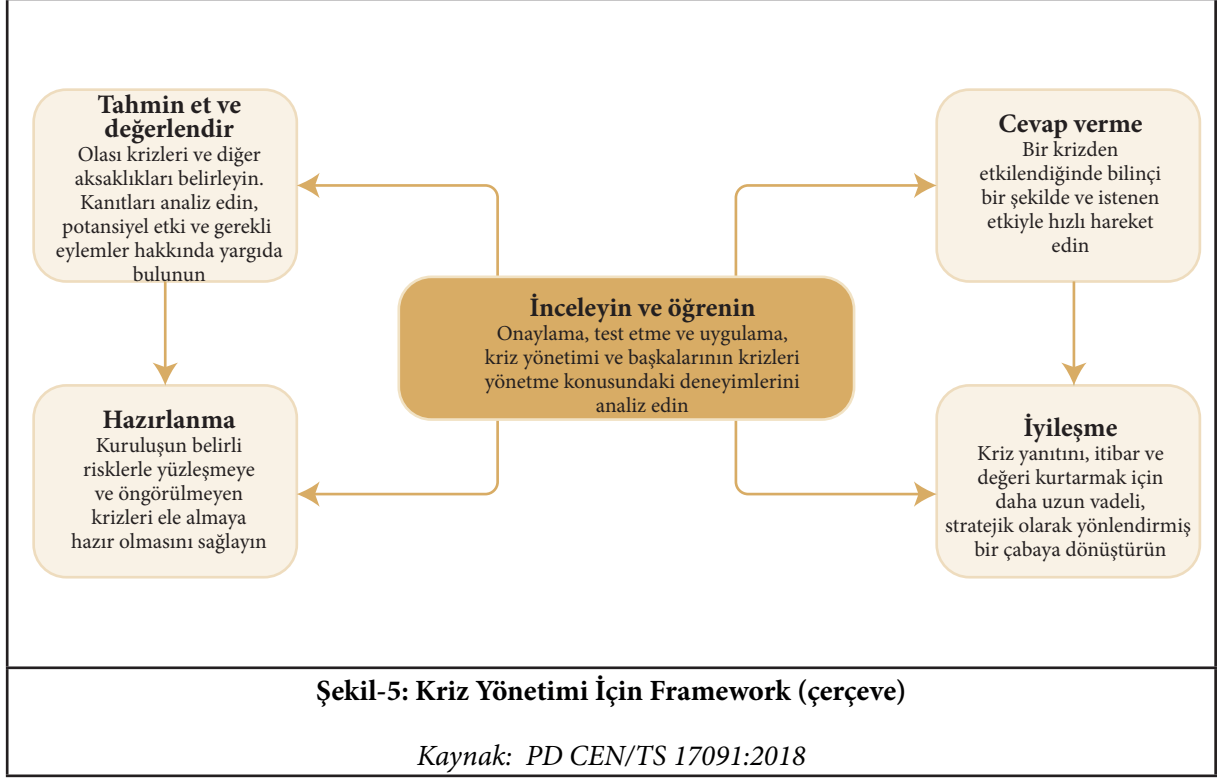 Tahmin et ve
değerlendir
Olası krizleri ve diğer
aksaklıkları belirleyin.
Kanıtları analiz edin,
potansiyel etki ve gerekli
eylemler hakkında yargıda
bulunun
Hazırlanma
Kuruluşun belirli
risklerle yüzleşmeye
ve öngörülmeyen
krizleri ele almaya
hazır olmasını sağlayın
İnceleyin ve öğrenin
Onaylama, test etme ve uygulama,
kriz yönetimi ve başkalarının krizleri
yönetme konusundaki deneyimlerini
analiz edin
Cevap verme
Bir krizden
etkilendiğinde bilinçi
bir şekilde ve istenen
etkiyle hızlı hareket
edin
İyileşme
Kriz yanıtını, itibar ve
değeri kurtarmak için
daha uzun vadeli,
stratejik olarak yönlendirmiş
bir çabaya dönüştürün
Şekil-5: Kriz Yönetimi İçin Framework (çerçeve)
Kaynak: PD CEN/TS 17091:2018